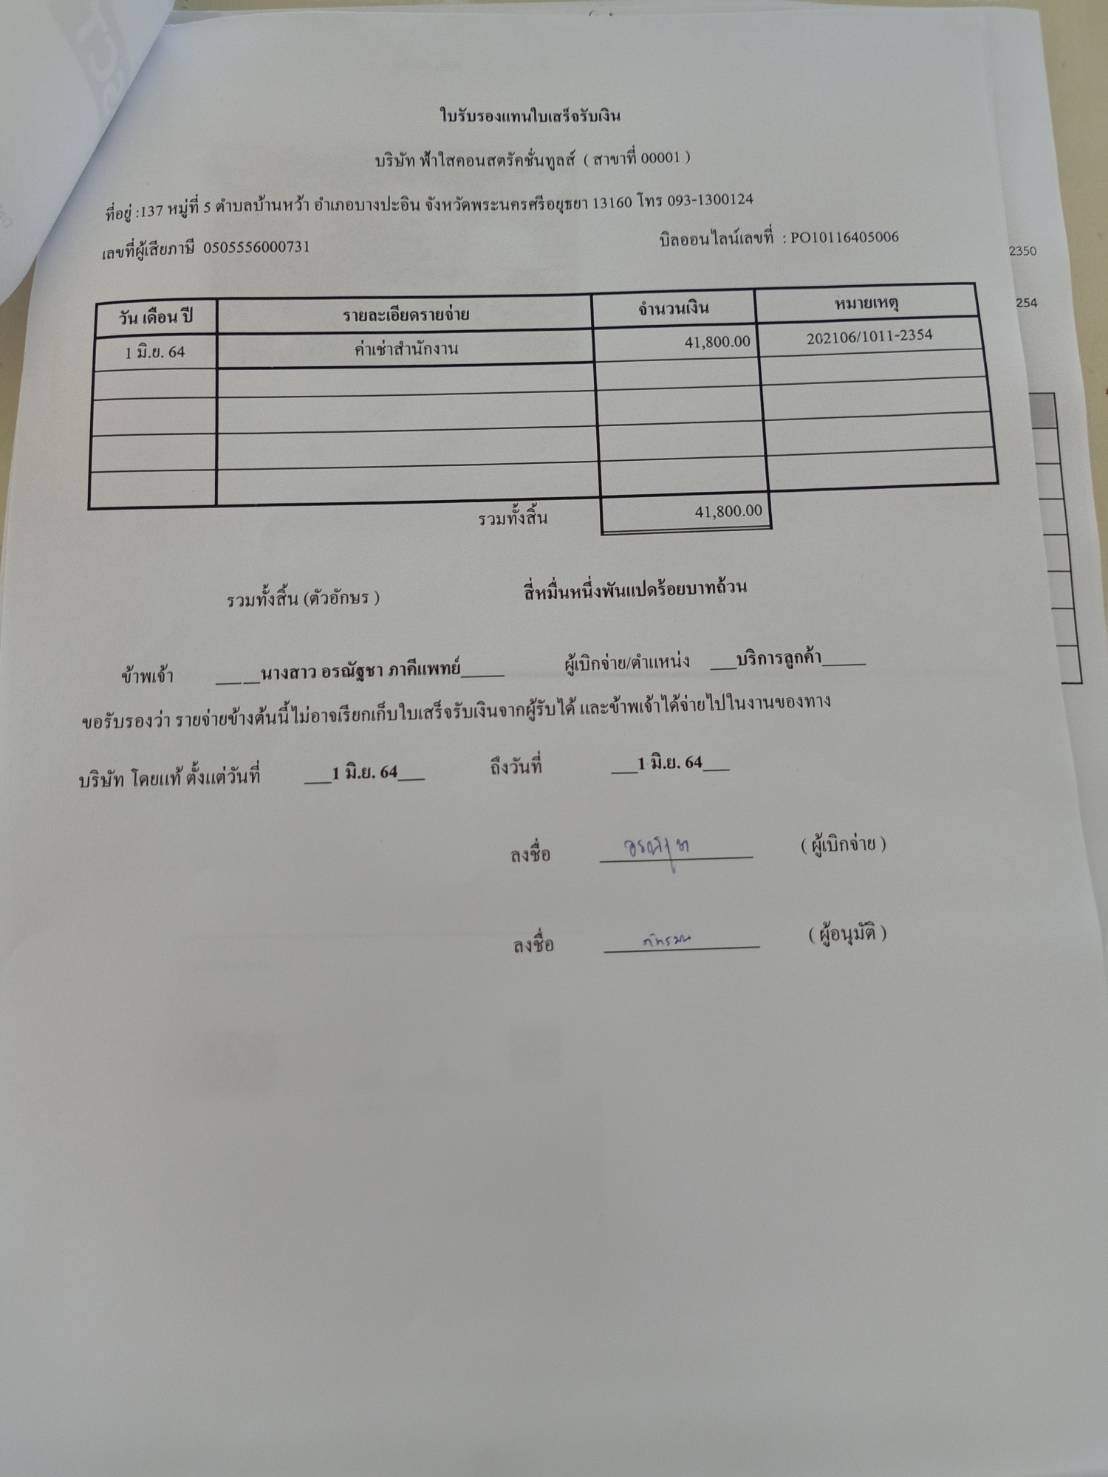 ใบรับรองแทนใบเสร็จรับเงิน
บริษัท ฟ้าใสคอนสตรัคชั่นทูลส์ ( สาขาที่ 00001 )
ที่อยู่ :137 หมู่ที่ 5 ตำบลบ้านหว้า อำเภอบางปะอิน จังหวัดพระนครศรีอยุธยา 13160 โทร 093-1300124
เลขที่ผู้เสียภาษี 0505556000731 บิลออนไลน์เลขที่ : PO10116405006
2350
254
วัน เดือน ปี รายละเอียดรายจ่าย จำนวนเงิน หมายเหตุ
1 มิ.ย. 64 ค่าเช่าสำนักงาน 41,800.00 202106/1011-2354
รวมทั้งสิ้น 41,800.00
รวมทั้งสิ้น (ตัวอักษร ) สี่หมื่นหนึ่งพันแปดร้อยบาทถ้วน
ข้าพเจ้า ____นางสาว อรณัฐชา ภาคีแพทย์____ ผู้เบิกจ่าย/ตำแหน่ง ___บริการลูกค้า____
ขอรับรองว่า รายจ่ายข้างต้นนี้ไม่อาจเรียกเก็บใบเสร็จรับเงินจากผู้รับได้ และข้าพเจ้าได้จ่ายไปในงานของทาง
บริษัท โดยแท้ ตั้งแต่วันที่ ___1 มิ.ย. 64___ ถึงวันที่ ___1 มิ.ย. 64___
ลงชื่อ ( ผู้เบิกจ่าย )
ลงชื่อ ( ผู้อนุมัติ )